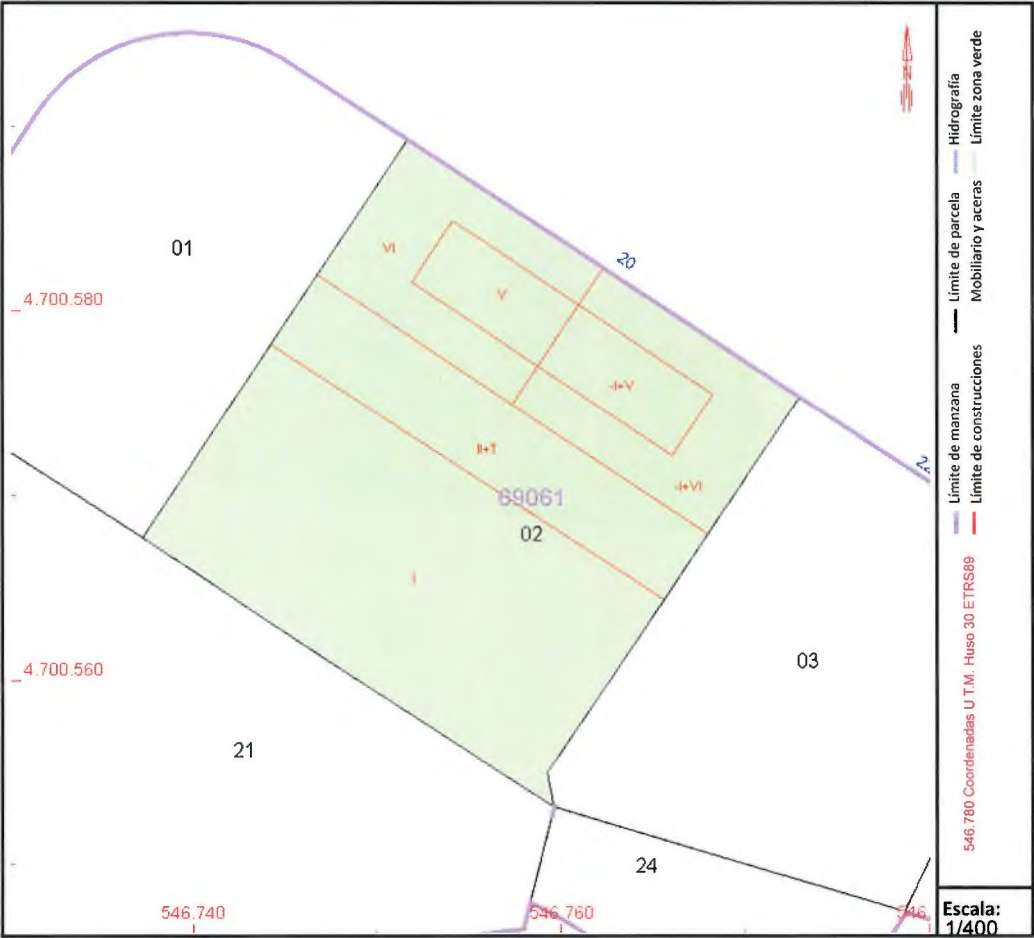 01
20
VI
V
4.700.580
-I+V
II+T
-I+VI
69061
02
I
4.700.560
03
21
24
546.740
546.760
546
N
Límite de manzana
Límite de construcciones
Límite de parcela
Mobiliario y aceras
Hidrografía
Límite zona verde
546.780 Coordenadas U.T.M. Huso 30 ETRS89
Escala:
1/400